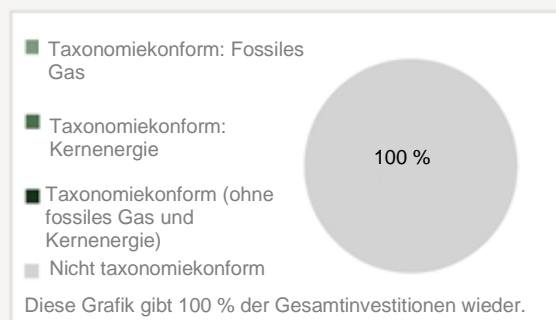 Taxonomiekonform: Fossiles
Gas
Taxonomiekonform:
Kernenergie
Taxonomiekonform (ohne
fossiles Gas und
Kernenergie)
Nicht taxonomiekonform
100 %
Diese Grafik gibt 100 % der Gesamtinvestitionen wieder.